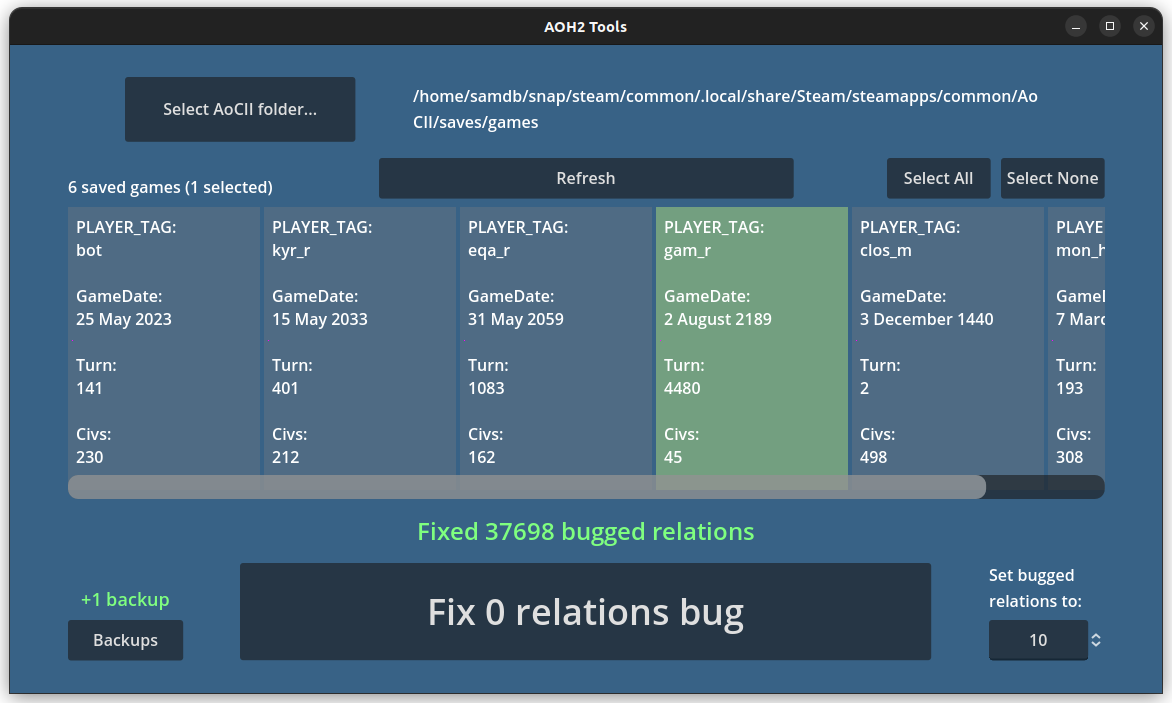 AOH2 Tools
Select AoCII folder...
/home/samdb/snap/steam/common/.local/share/Steam/steamapps/common/Ao
CII/saves/games
6 saved games (1 selected)
Refresh
Select All
Select None
PLAYER_TAG:
bot
GameDate:
25 May 2023
Turn:
141
Civs:
230
PLAYER_TAG:
kyr_r
GameDate:
15 May 2033
Turn:
401
Civs:
212
PLAYER_TAG:
eqa_r
GameDate:
31 May 2059
Turn:
1083
Civs:
162
PLAYER_TAG:
gam_r
GameDate:
2 August 2189
Turn:
4480
Civs:
45
PLAYER_TAG:
clos_m
GameDate:
3 December 1440
Turn:
2
Civs:
498
PLAYE
mon_h
GameI
7 Marc
Turn:
193
Civs:
308
Fixed 37698 bugged relations
+1 backup
Backups
Fix 0 relations bug
Set bugged
relations to:
10